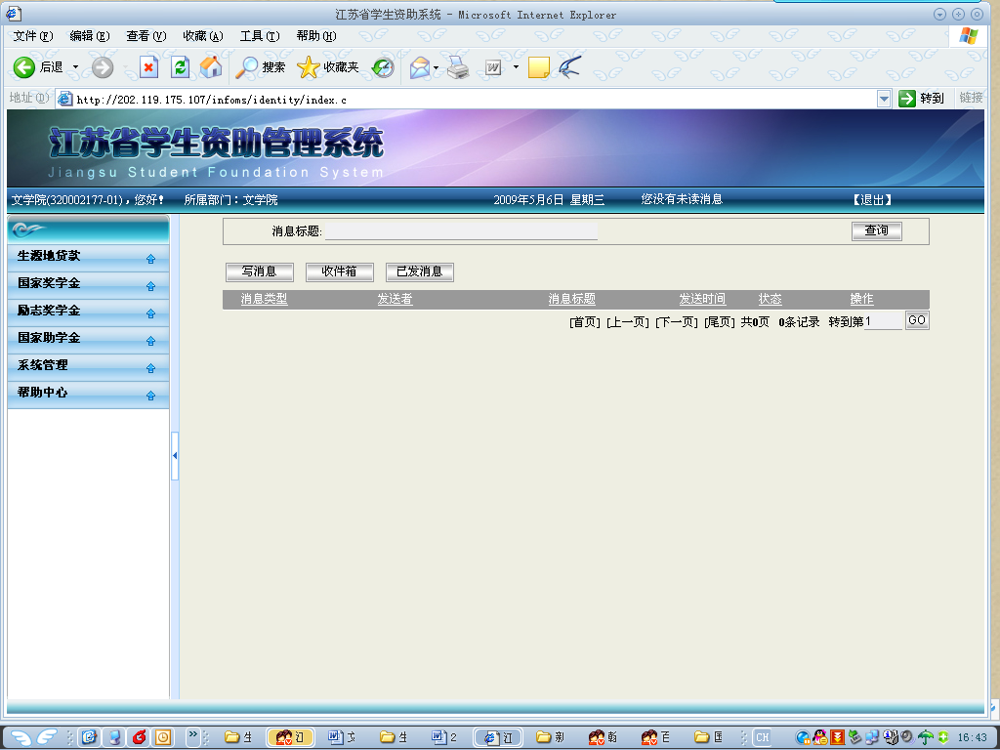 江苏省学生资助系统 - Microsoft Internet Explorer
文件(F) 编辑(E) 查看(V) 收藏(A) 工具(T) 帮助(H)
后退 搜索 收藏夹
地址(D) http://202.119.175.107/infoms/identity/index.c 转到 链接
江苏省学生资助管理系统
Jiangsu Student Foundation System
文学院(320002177-01)，您好! 所属部门：文学院 2009年5月6日 星期三 您没有未读消息 【退出】
消息标题: 查询
生源地贷款
国家奖学金
励志奖学金
国家助学金
系统管理
帮助中心
写消息 收件箱 已发消息
消息类型 发送者 消息标题 发送时间 状态 操作
[首页] [上一页] [下一页] [尾页] 共0页 0条记录 转到第1 GO
生 江 文 生 2 江 新 国 CH 16:43